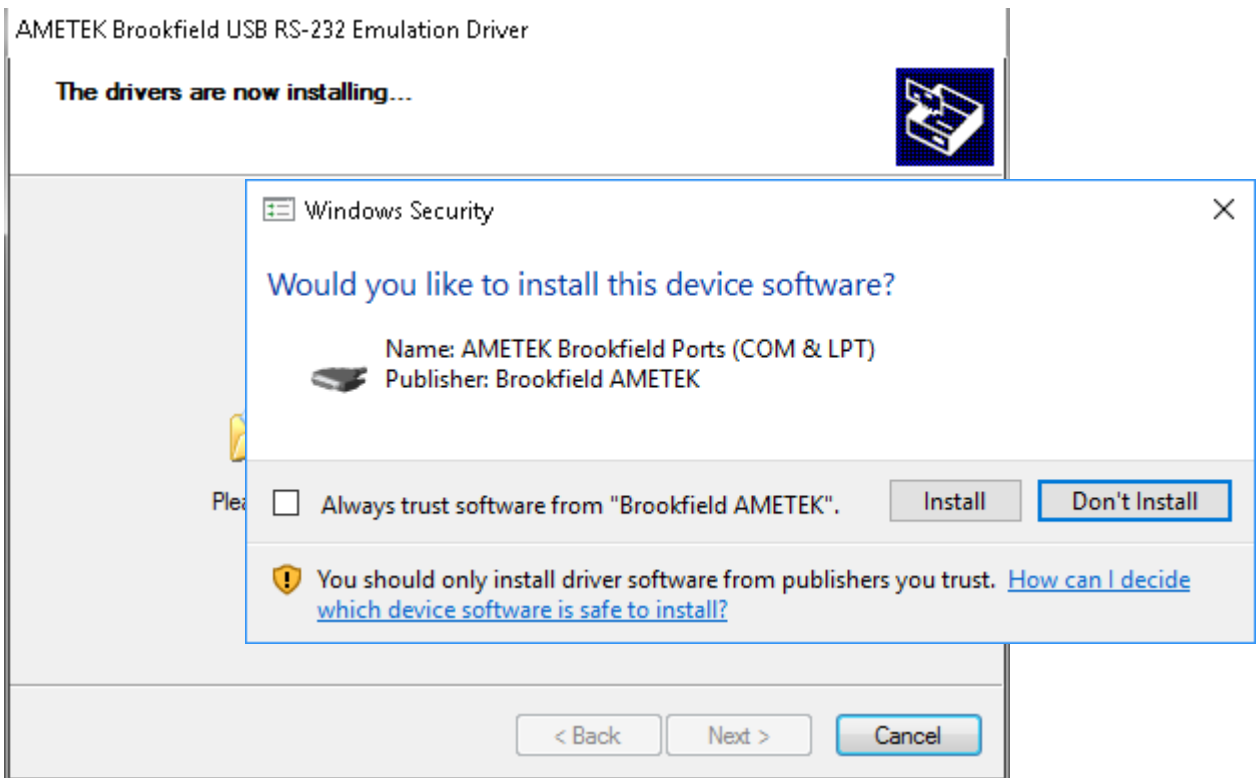 AMETEK Brookfield USB RS-232 Emulation Driver
The drivers are now installing...
Windows Security
Would you like to install this device software?
Name: AMETEK Brookfield Ports (COM & LPT)
Publisher: Brookfield AMETEK
Always trust software from "Brookfield AMETEK".
Install
Don't Install
You should only install driver software from publishers you trust. How can I decide
which device software is safe to install?
< Back
Next >
Cancel